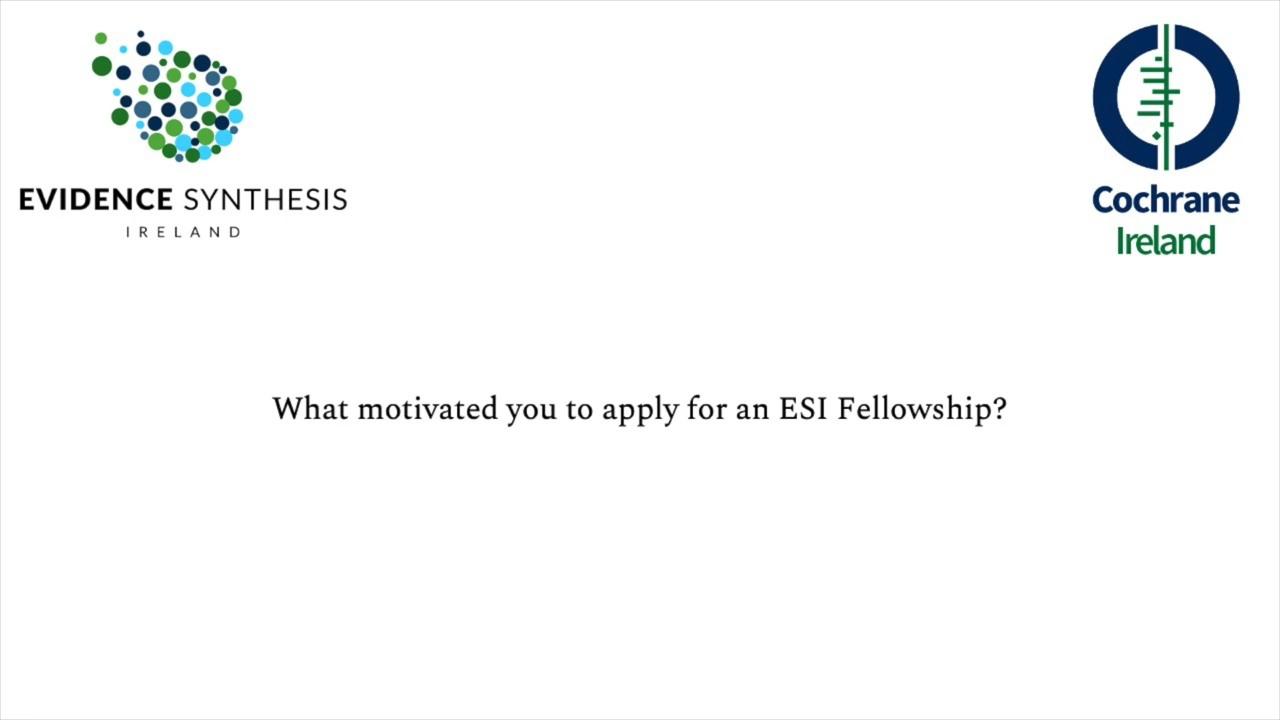 EVIDENCE SYNTHESIS
IRELAND
Cochrane
Ireland
What motivated you to apply for an ESI Fellowship?